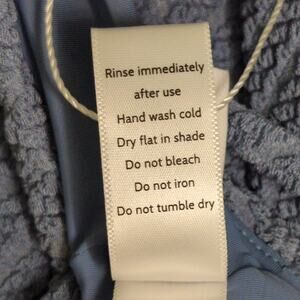 Rinse immediately
after use
Hand wash cold
Dry flat in shade
Do not bleach
Do not iron
Do not tumble dry